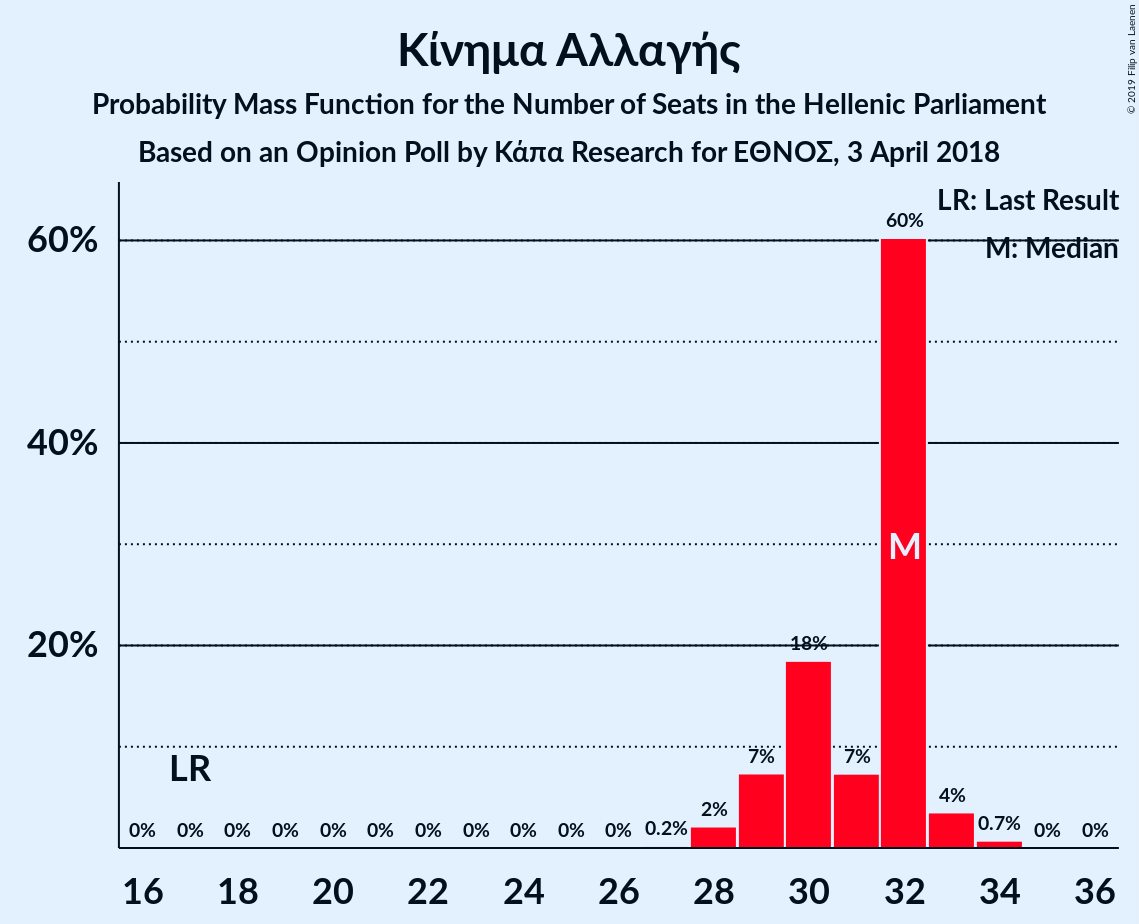 Κίνημα Αλλαγής
Probability Mass Function for the Number of Seats in the Hellenic Parliament
Based on an Opinion Poll by Κάπα Research for ΕΘΝΟΣ, 3 April 2018
© 2019 Filip van Laenen
LR: Last Result
M: Median
60%
40%
20%
60%
M
18%
LR
7%
7%
2%
4%
0.7%
0%
0%
0%
0%
0%
0%
0%
0%
0%
0%
0%
0.2%
0%
0%
16 18 20 22 24 26 28 30 32 34 36